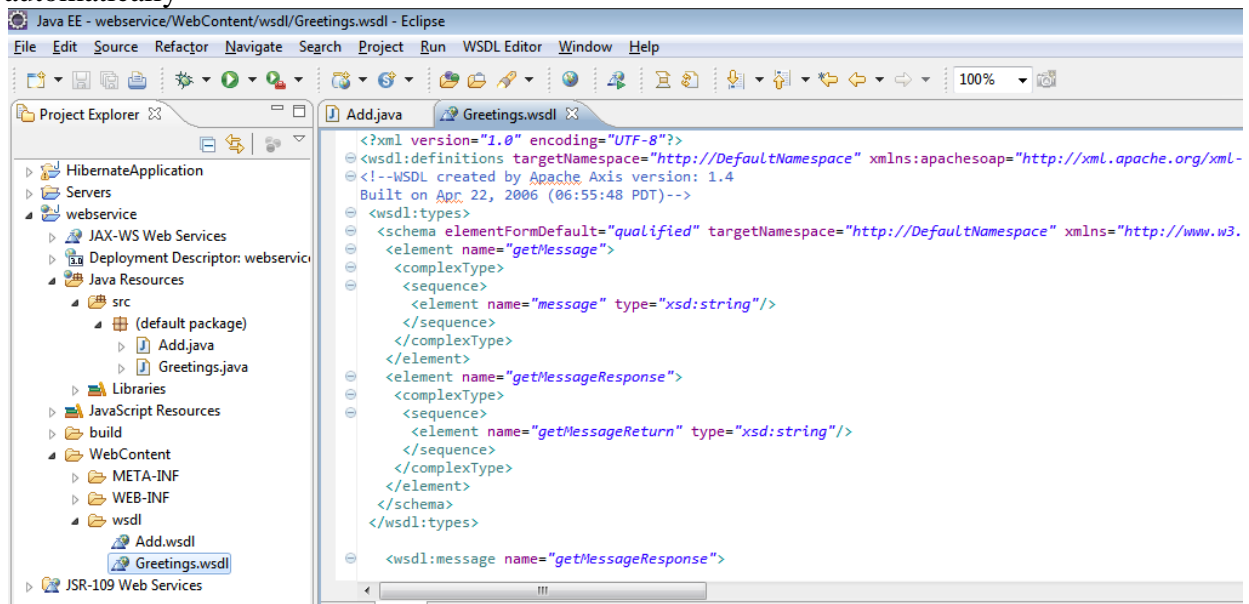 automatically
Java EE - webservice/WebContent/wsdl/Greetings.wsdl - Eclipse
File Edit Source Refactor Navigate Search Project Run WSDL Editor Window Help
100%
Project Explorer
Add.java Greetings.wsdl
HibernateApplication
Servers
webservice
JAX-WS Web Services
Deployment Descriptor: webservic
Java Resources
src
(default package)
Add.java
Greetings.java
Libraries
JavaScript Resources
build
WebContent
META-INF
WEB-INF
wsdl
Add.wsdl
Greetings.wsdl
JSR-109 Web Services
<?xml version="1.0" encoding="UTF-8"?>
<wsdl:definitions targetNamespace="http://DefaultNamespace" xmlns:apachesoap="http://xml.apache.org/xml-
<!--WSDL created by Apache Axis version: 1.4
Built on Apr 22, 2006 (06:55:48 PDT)-->
<wsdl:types>
<schema elementFormDefault="qualified" targetNamespace="http://DefaultNamespace" xmlns="http://www.w3.
<element name="getMessage">
<complexType>
<sequence>
<element name="message" type="xsd:string"/>
</sequence>
</complexType>
</element>
<element name="getMessageResponse">
<complexType>
<sequence>
<element name="getMessageReturn" type="xsd:string"/>
</sequence>
</complexType>
</element>
</schema>
</wsdl:types>
<wsdl:message name="getMessageResponse">